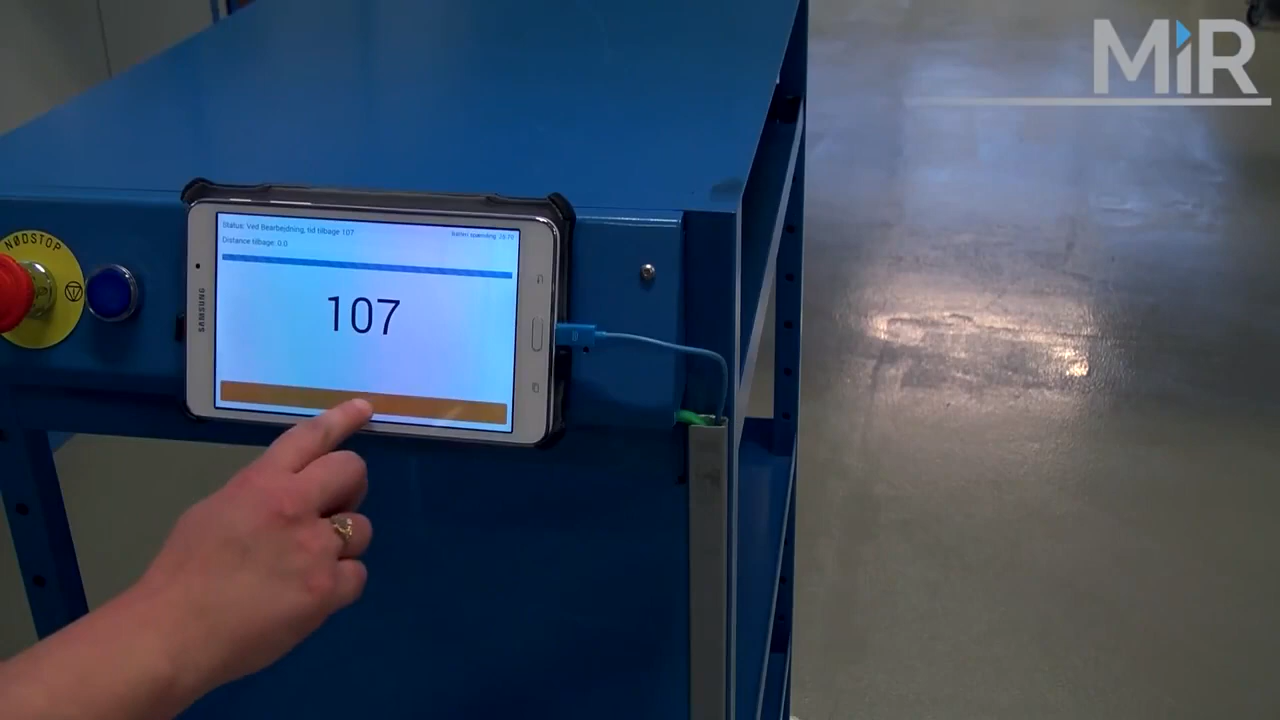 MiR
Status: Ved Bearbejdning, tid tilbage 107
Distance tilbage: 0.0
107
NØDSTOP
SAMSUNG